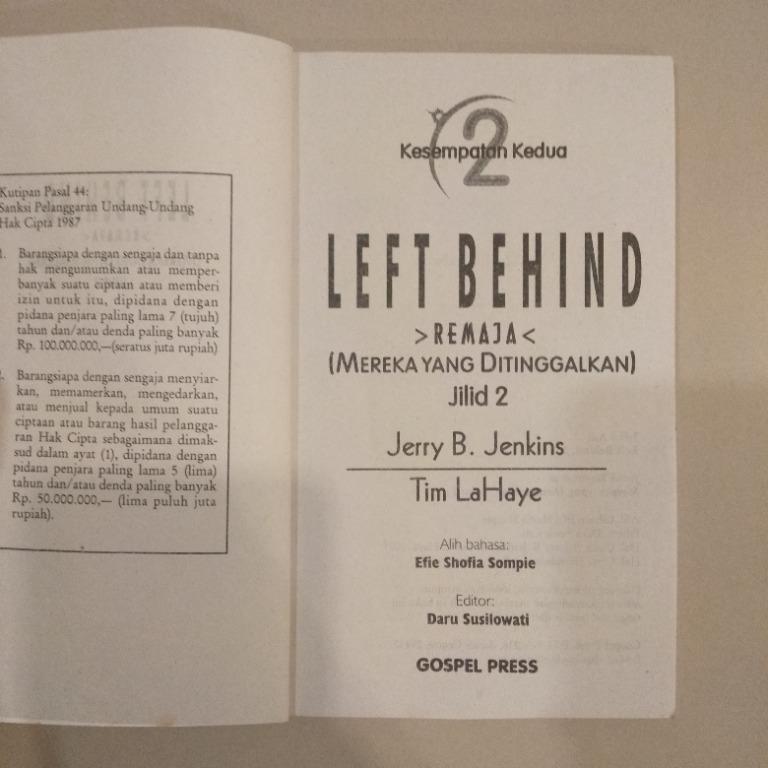 Kutipan Pasal 44:
Sanksi Pelanggaran Undang-Undang
Hak Cipta 1987
1. Barangsiapa dengan sengaja dan tanpa
hak mengumumkan atau memper-
banyak suatu ciptaan atau memberi
izin untuk itu, dipidana dengan
pidana penjara paling lama 7 (tujuh)
tahun dan/atau denda paling banyak
Rp. 100.000.000,—(seratus juta rupiah)
2. Barangsiapa dengan sengaja menyiar-
kan, memamerkan, mengedarkan,
atau menjual kepada umum suatu
ciptaan atau barang hasil pelangga-
ran Hak Cipta sebagaimana dimak-
sud dalam ayat (1), dipidana dengan
pidana penjara paling lama 5 (lima)
tahun dan/atau denda paling banyak
Rp. 50.000.000,— (lima puluh juta
rupiah).
2
Kesempatan Kedua
LEFT BEHIND
>REMAJA<
(MEREKA YANG DITINGGALKAN)
Jilid 2
Jerry B. Jenkins
Tim LaHaye
Alih bahasa:
Efie Shofia Sompie
Editor:
Daru Susilowati
GOSPEL PRESS